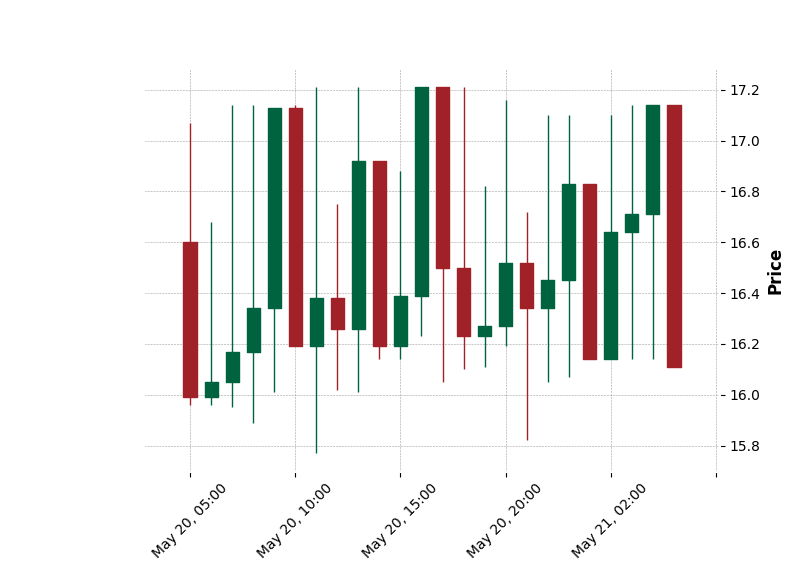 17.2
17.0
16.8
16.6
16.4
16.2
16.0
15.8
Price
May 20, 05:00
May 20, 10:00
May 20, 15:00
May 20, 20:00
May 21, 02:00